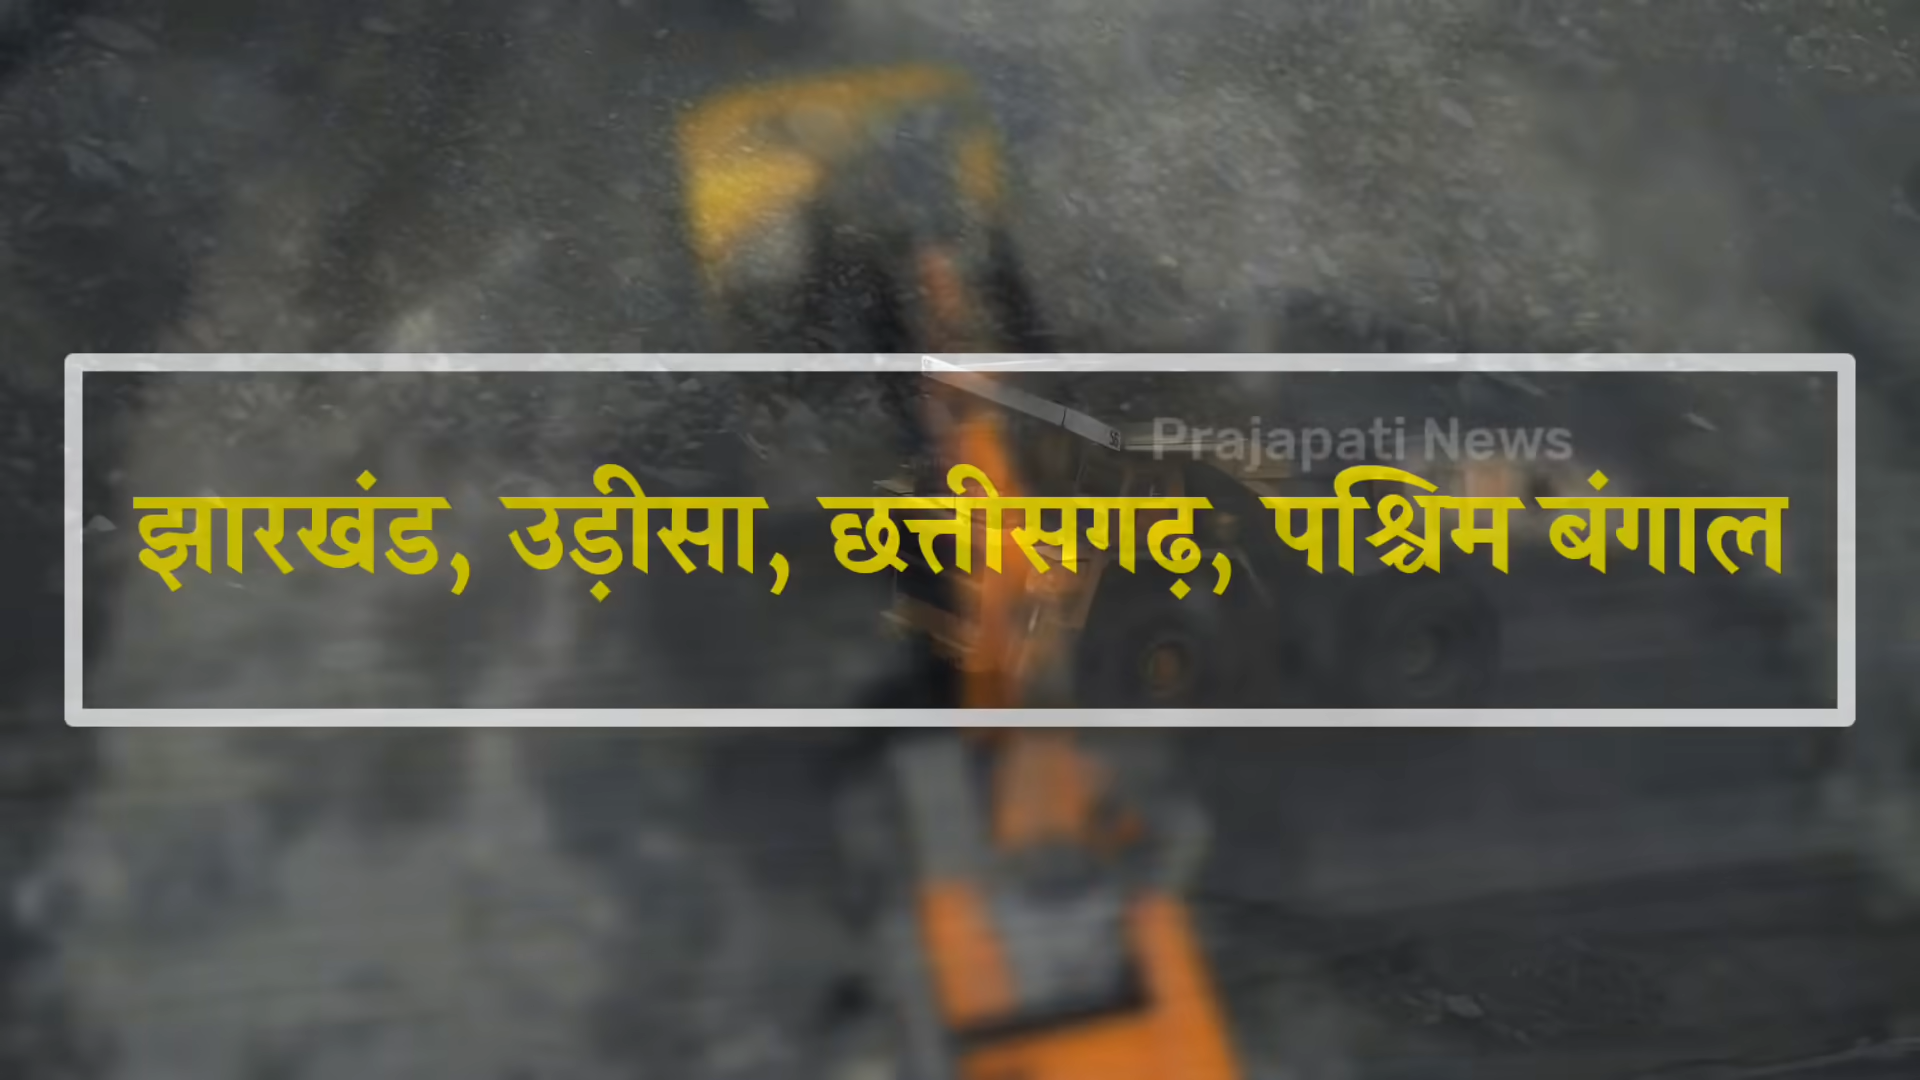 Prajapati News
झारखंड, उड़ीसा, छत्तीसगढ़, पश्चिम बंगाल